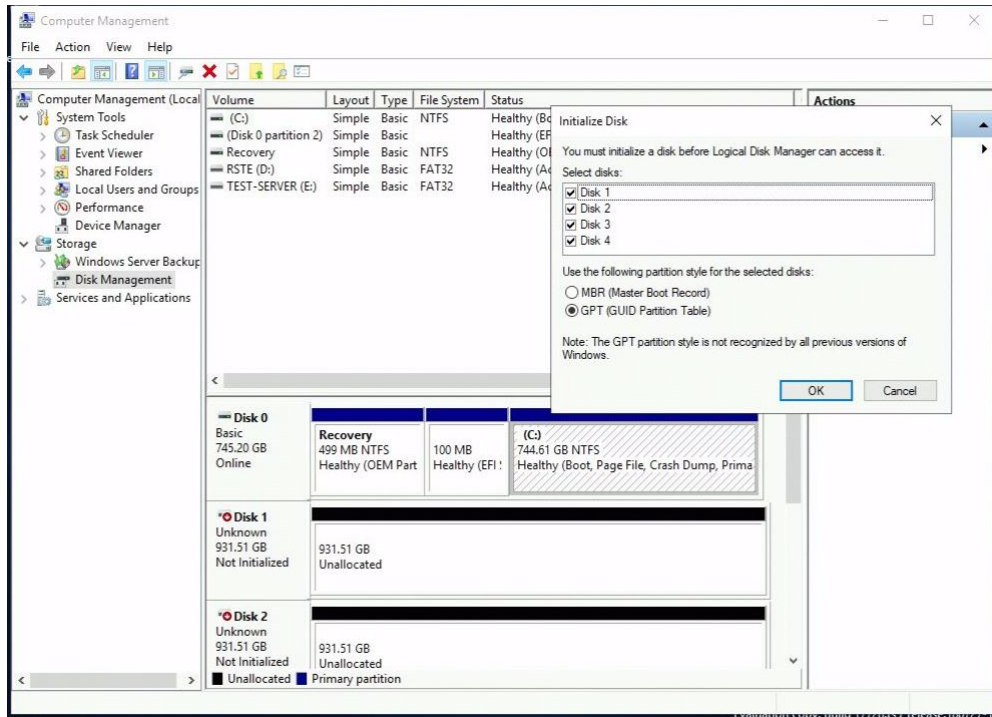 Computer Management
File Action View Help
Computer Management (Local
System Tools
Task Scheduler
Event Viewer
Shared Folders
Local Users and Groups
Performance
Device Manager
Storage
Windows Server Backup
Disk Management
Services and Applications
Volume Layout Type File System Status
(C:) Simple Basic NTFS Healthy (Bo
(Disk 0 partition 2) Simple Basic Healthy (EF
Recovery Simple Basic NTFS Healthy (OE
RSTE (D:) Simple Basic FAT32 Healthy (Ac
TEST-SERVER (E:) Simple Basic FAT32 Healthy (Ac
Actions
Initialize Disk
You must initialize a disk before Logical Disk Manager can access it.
Select disks:
Disk 1
Disk 2
Disk 3
Disk 4
Use the following partition style for the selected disks:
MBR (Master Boot Record)
GPT (GUID Partition Table)
Note: The GPT partition style is not recognized by all previous versions of
Windows.
OK Cancel
Disk 0
Basic
745.20 GB
Online
Recovery
499 MB NTFS
Healthy (OEM Part
100 MB
Healthy (EFI
(C:)
744.61 GB NTFS
Healthy (Boot, Page File, Crash Dump, Prima
Disk 1
Unknown
931.51 GB
Not Initialized
931.51 GB
Unallocated
Disk 2
Unknown
931.51 GB
Not Initialized
931.51 GB
Unallocated
Unallocated Primary partition